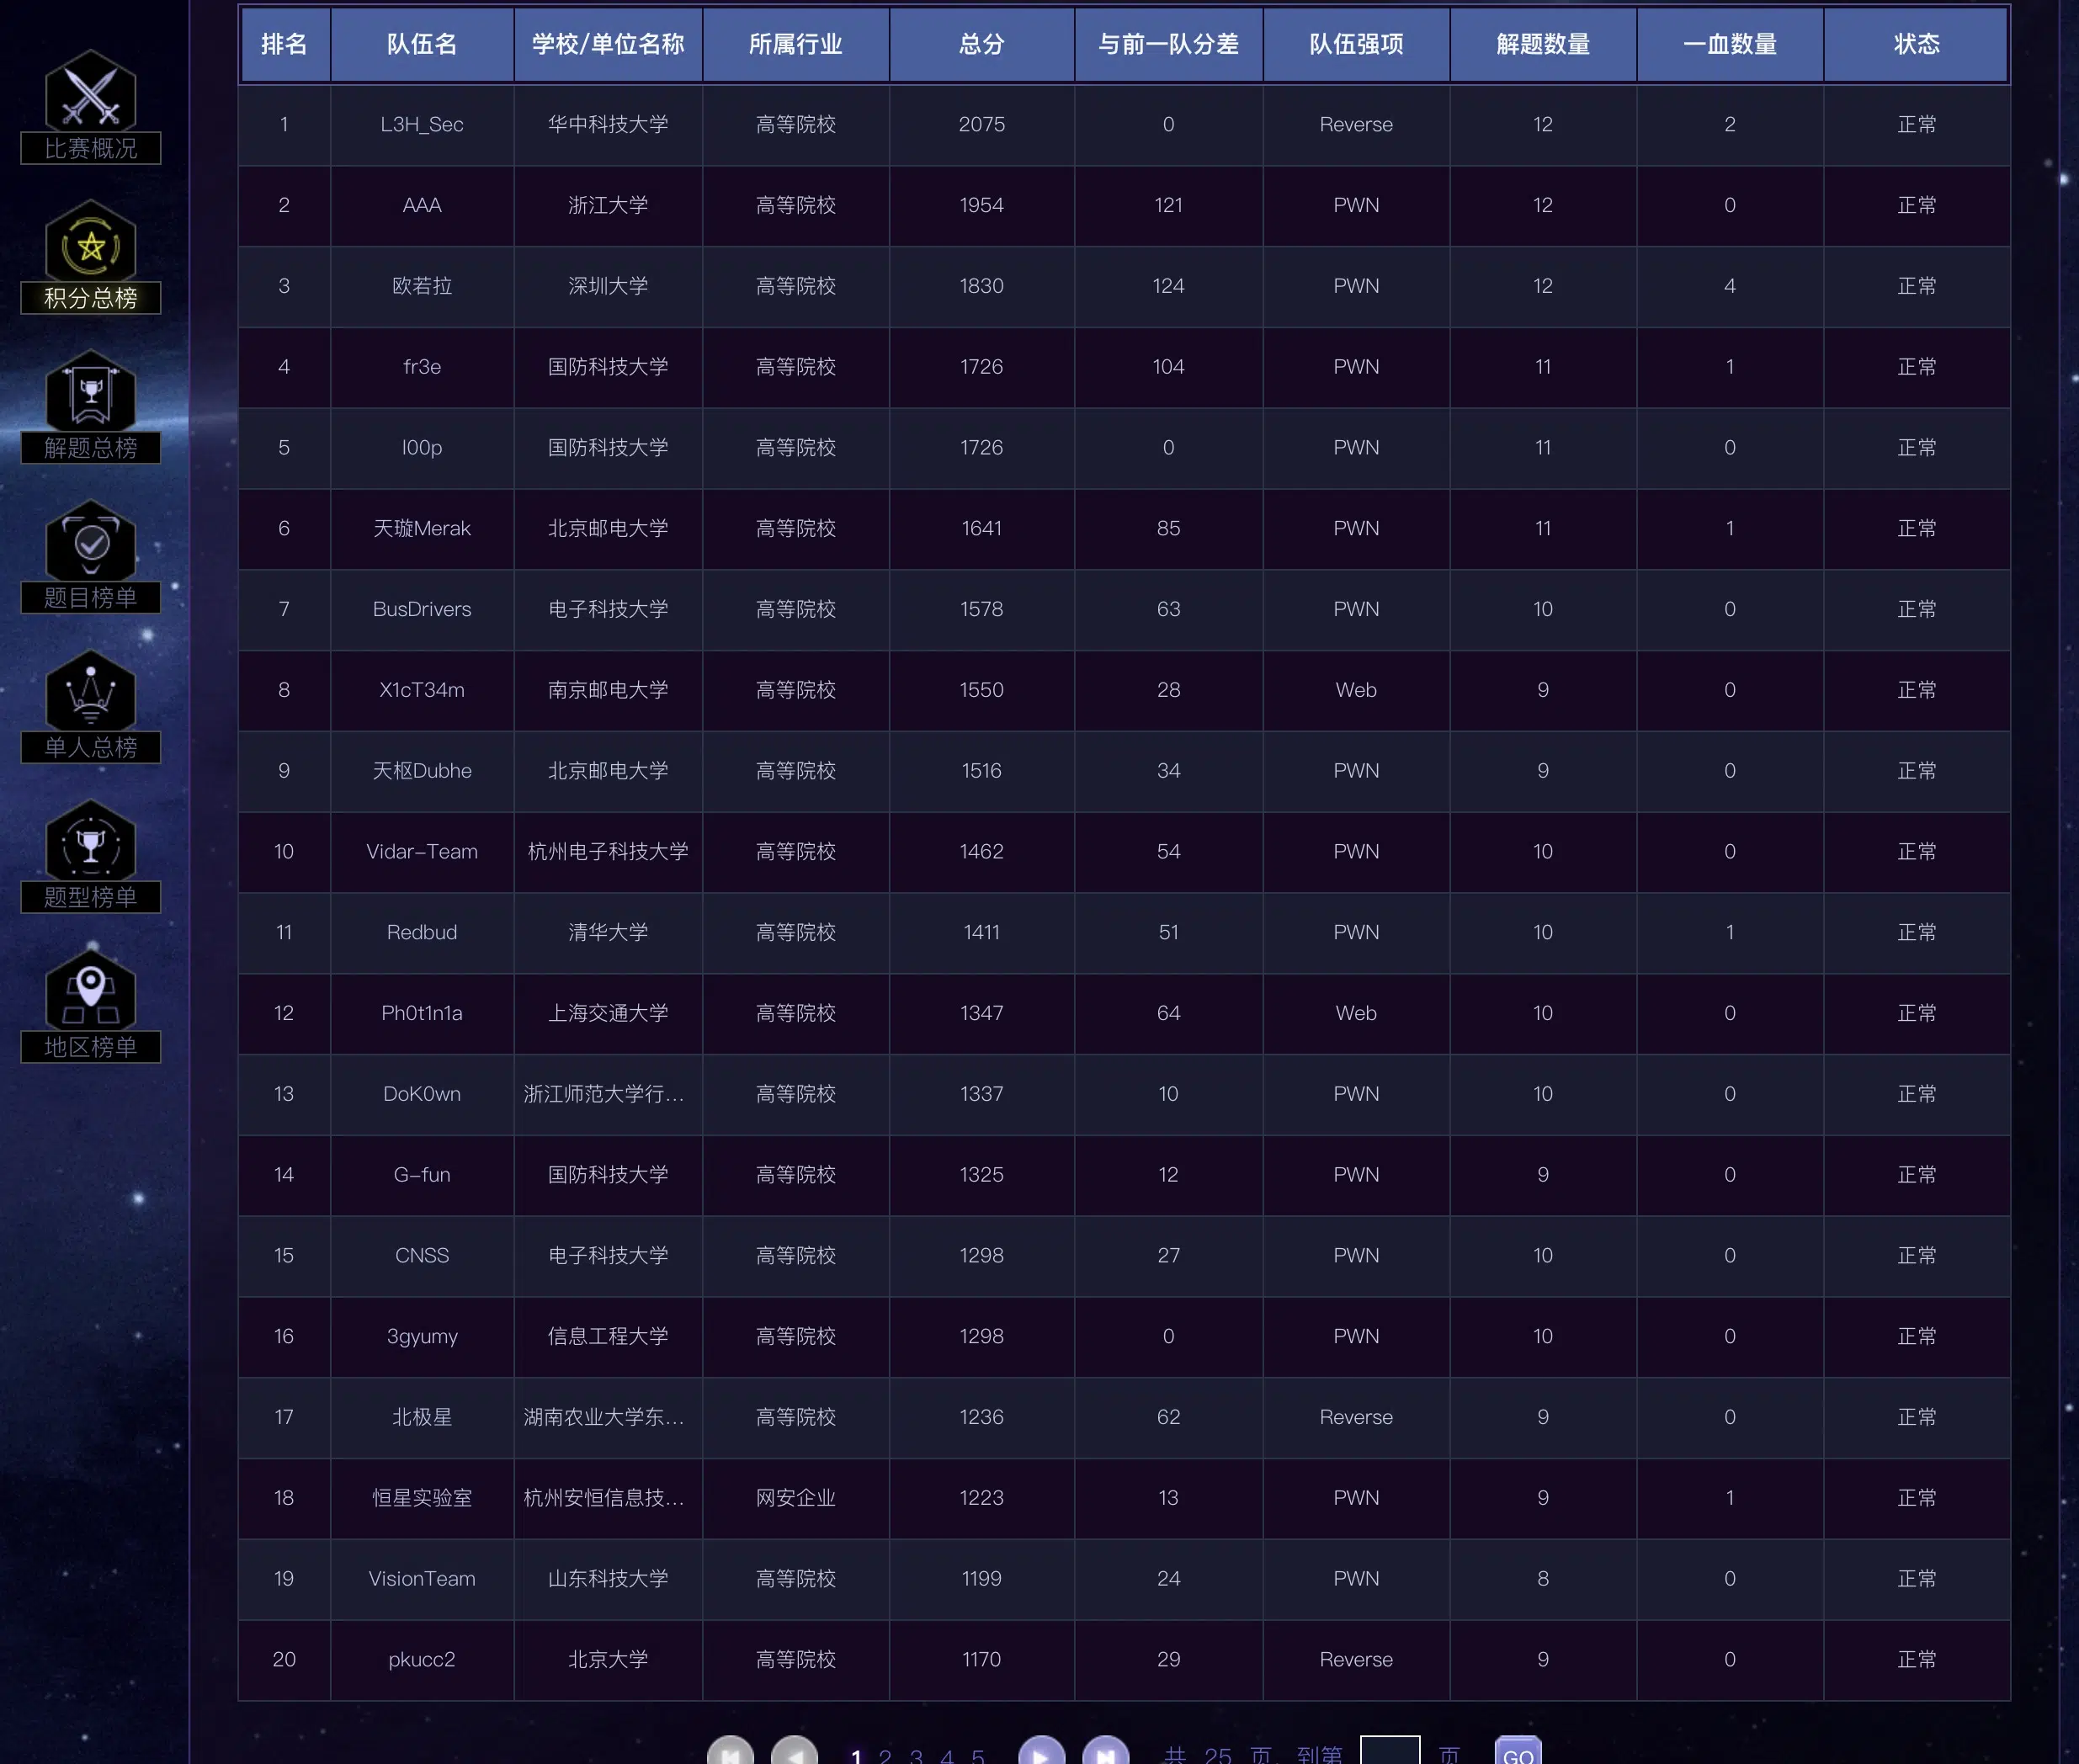 排名 队伍名 学校/单位名称 所属行业 总分 与前一队分差 队伍强项 解题数量 一血数量 状态
1 L3H_Sec 华中科技大学 高等院校 2075 0 Reverse 12 2 正常
2 AAA 浙江大学 高等院校 1954 121 PWN 12 0 正常
3 欧若拉 深圳大学 高等院校 1830 124 PWN 12 4 正常
4 fr3e 国防科技大学 高等院校 1726 104 PWN 11 1 正常
5 l00p 国防科技大学 高等院校 1726 0 PWN 11 0 正常
6 天璇Merak 北京邮电大学 高等院校 1641 85 PWN 11 1 正常
7 BusDrivers 电子科技大学 高等院校 1578 63 PWN 10 0 正常
8 X1cT34m 南京邮电大学 高等院校 1550 28 Web 9 0 正常
9 天枢Dubhe 北京邮电大学 高等院校 1516 34 PWN 9 0 正常
10 Vidar-Team 杭州电子科技大学 高等院校 1462 54 PWN 10 0 正常
11 Redbud 清华大学 高等院校 1411 51 PWN 10 1 正常
12 Ph0t1n1a 上海交通大学 高等院校 1347 64 Web 10 0 正常
13 DoK0wn 浙江师范大学行... 高等院校 1337 10 PWN 10 0 正常
14 G-fun 国防科技大学 高等院校 1325 12 PWN 9 0 正常
15 CNSS 电子科技大学 高等院校 1298 27 PWN 10 0 正常
16 3gyumy 信息工程大学 高等院校 1298 0 PWN 10 0 正常
17 北极星 湖南农业大学东... 高等院校 1236 62 Reverse 9 0 正常
18 恒星实验室 杭州安恒信息技... 网安企业 1223 13 PWN 9 1 正常
19 VisionTeam 山东科技大学 高等院校 1199 24 PWN 8 0 正常
20 pkucc2 北京大学 高等院校 1170 29 Reverse 9 0 正常
1 2 3 4 5 共 25 页 到第 页 GO
比赛概况
积分总榜
解题总榜
题目榜单
单人总榜
题型榜单
地区榜单